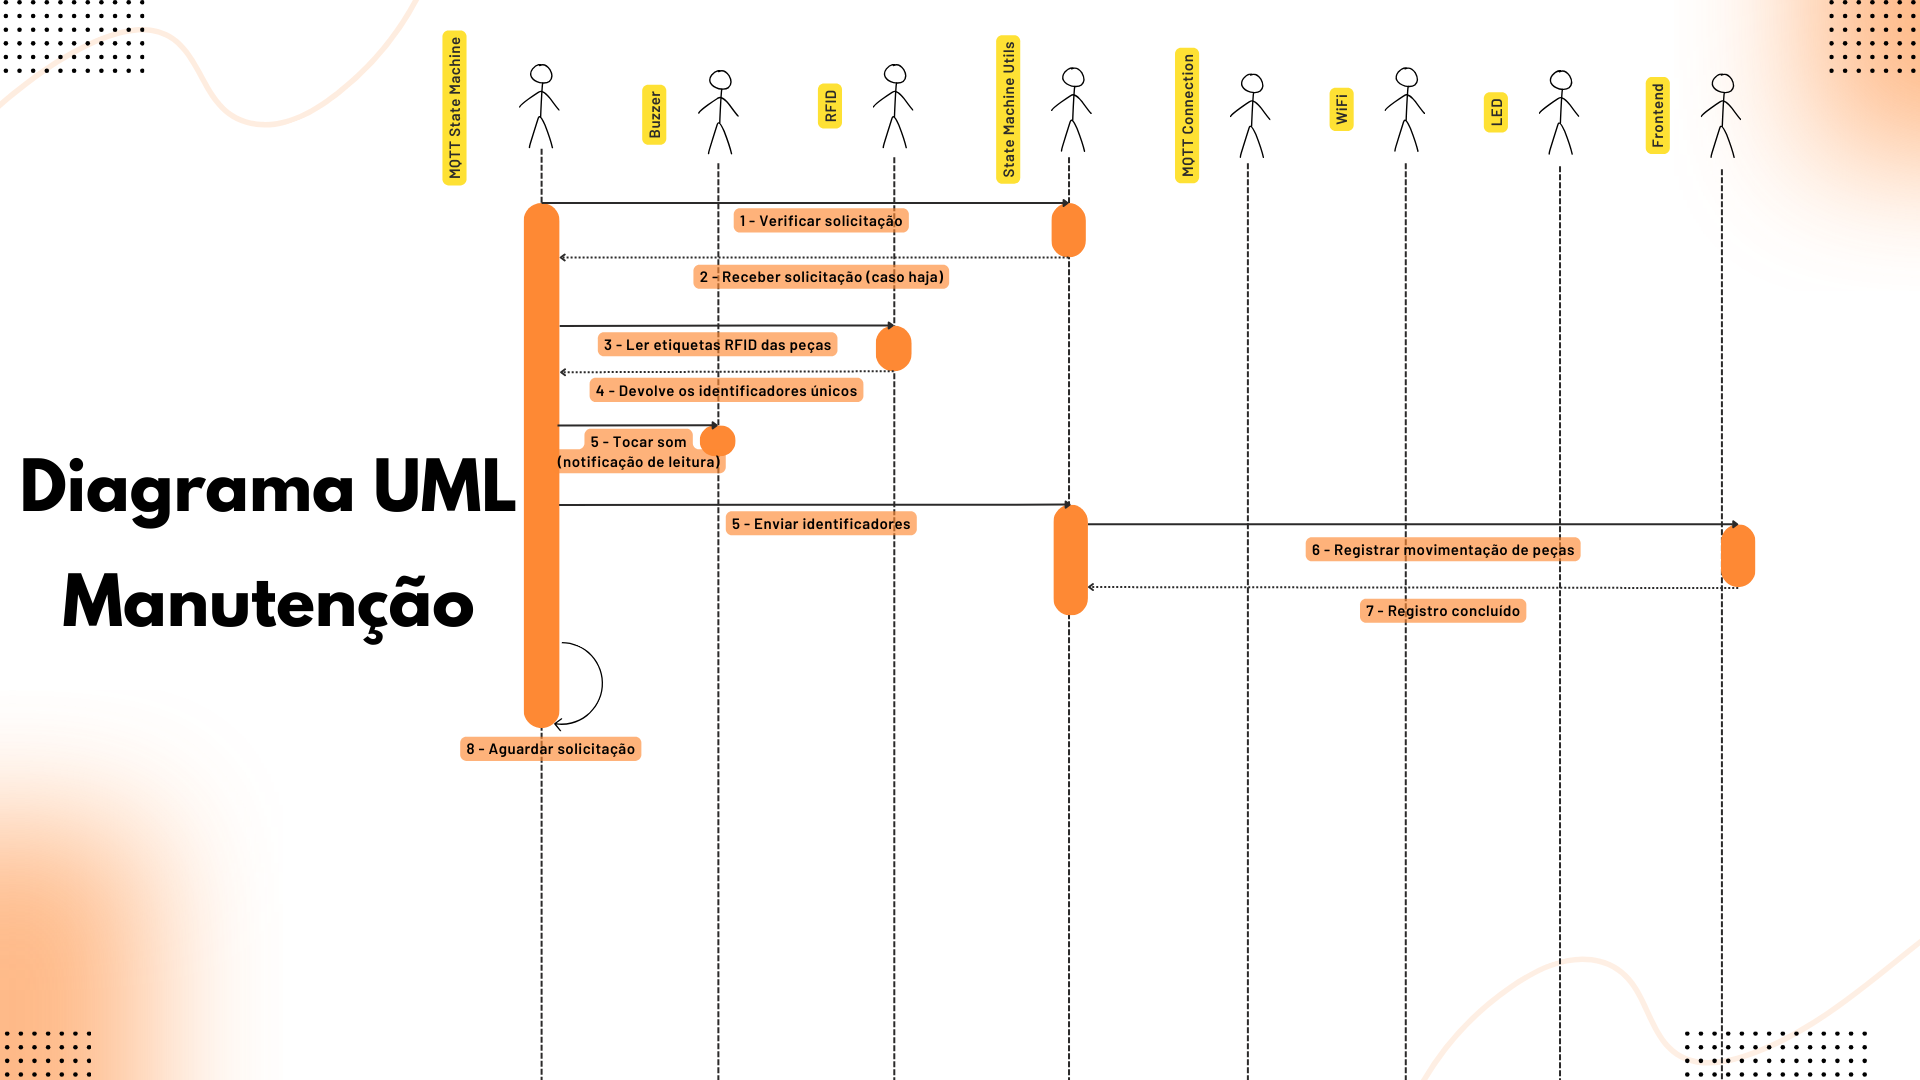 MQTT State Machine
Buzzer
RFID
State Machine Utils
MQTT Connection
WiFi
LED
Frontend
1 - Verificar solicitação
2 - Receber solicitação (caso haja)
3 - Ler etiquetas RFID das peças
4 - Devolve os identificadores únicos
5 - Tocar som
(notificação de leitura)
Diagrama UML
Manutenção
5 - Enviar identificadores
6 - Registrar movimentação de peças
7 - Registro concluído
8 - Aguardar solicitação